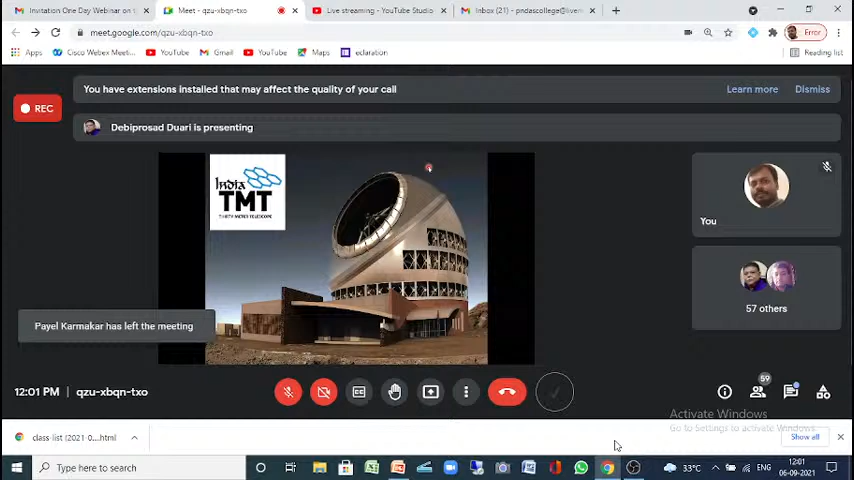 Invitation One Day Webinar on t
Meet - qzu-xbqn-txo
Live streaming - YouTube Studio
Inbox (21) - pndascollege@live
meet.google.com/qzu-xbqn-txo
Error
M Cisco Webex Meet...
YouTube
Gmail
YouTube
Maps
eclaration
Reading list
You have extensions installed that may affect the quality of your call
Learn more
Dismiss
REC
Debiprosad Duari is presenting
India
TMT
THIRTY METER TELESCOPE
You
57 others
Payel Karmakar has left the meeting
12:01 PM | qzu-xbqn-txo
59
Activate Windows
Go to Settings to activate Windows.
class-list (2021-0....html
Show all
Type here to search
33°C
ENG
12:01
06-09-2021